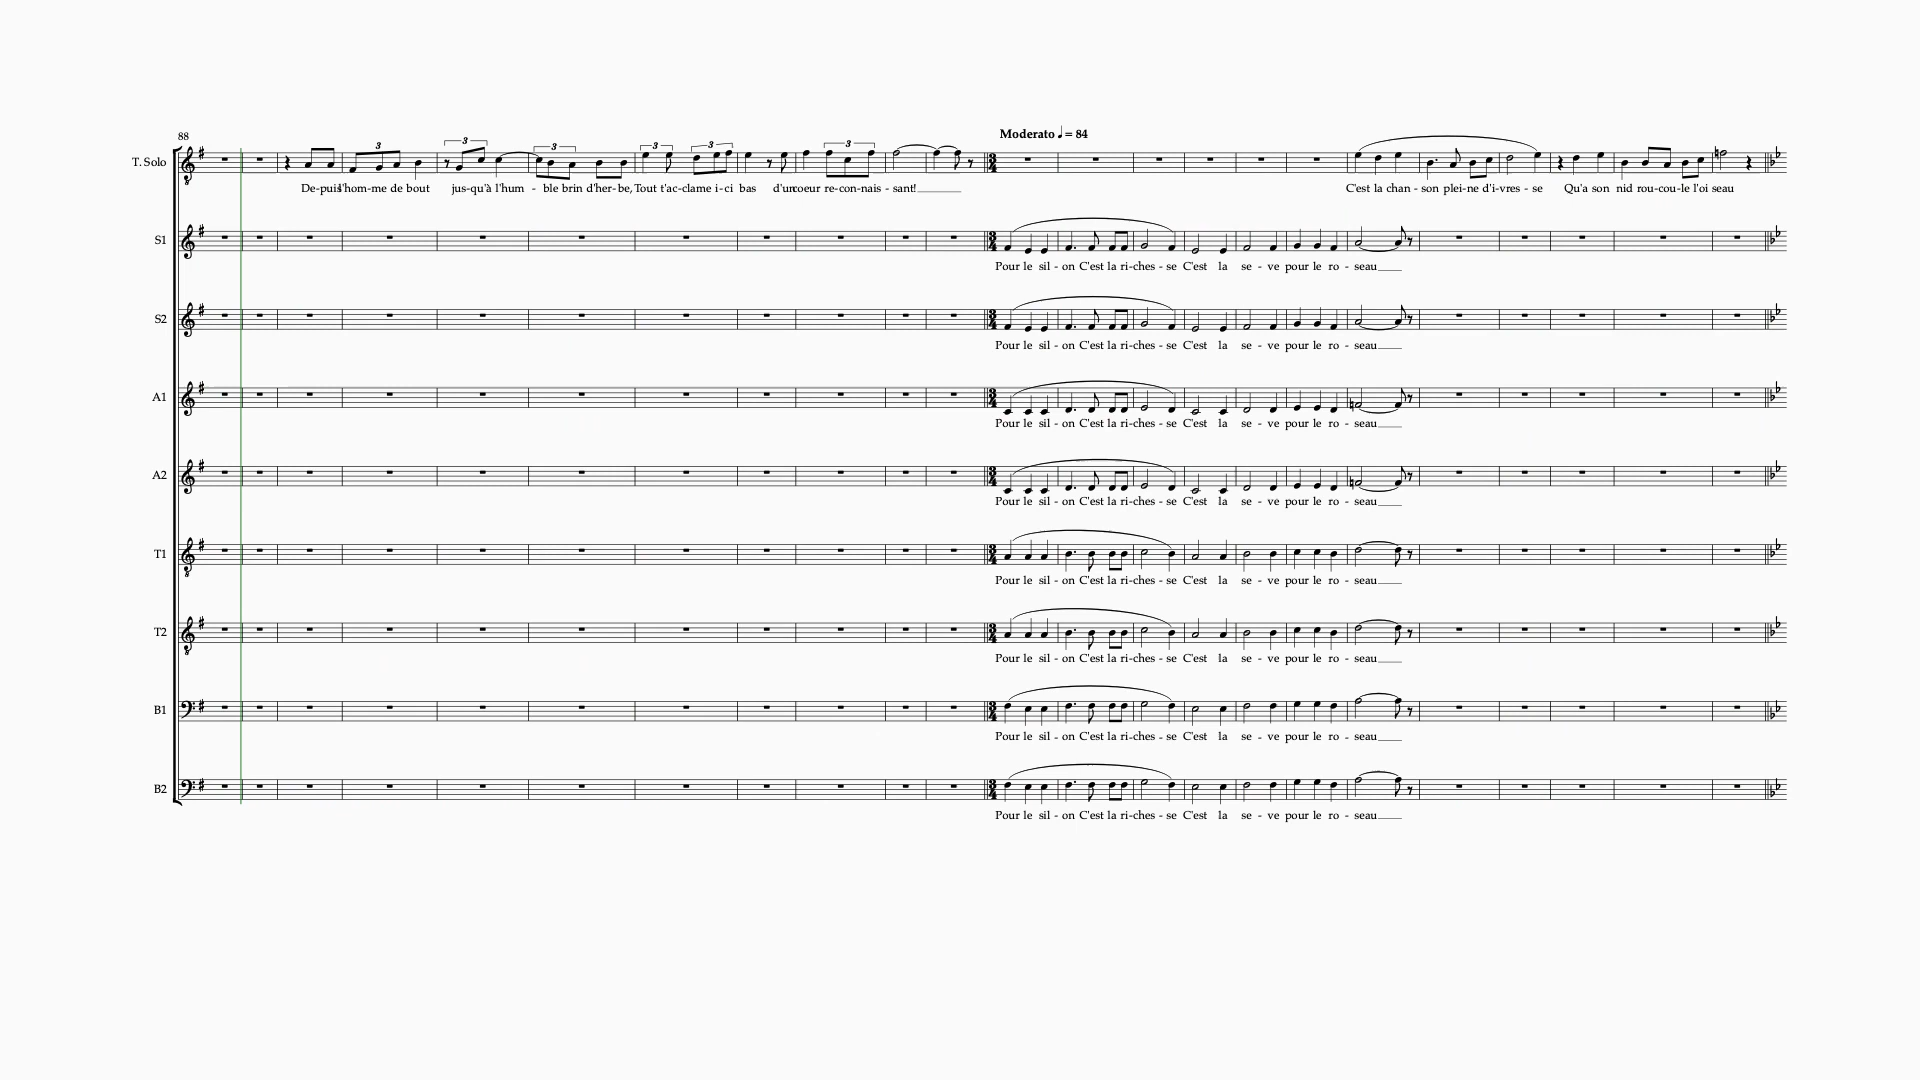 Moderato ♩ = 84
88
3 3 3 3 3 3
T. Solo
De-puis l'hom-me de bout jus-qu'à l'hum - ble brin d'her-be, Tout t'ac-clame i-ci bas d'un coeur re-con-nais - sant! C'est la chan - son plei-ne d'i-vres - se Qu'a son nid rou-cou-le l'oi seau
S1
Pour le sil - on C'est la ri-ches - se C'est la se - ve pour le ro - seau
S2
Pour le sil - on C'est la ri-ches - se C'est la se - ve pour le ro - seau
A1
Pour le sil - on C'est la ri-ches - se C'est la se - ve pour le ro - seau
A2
Pour le sil - on C'est la ri-ches - se C'est la se - ve pour le ro - seau
T1
Pour le sil - on C'est la ri-ches - se C'est la se - ve pour le ro - seau
T2
Pour le sil - on C'est la ri-ches - se C'est la se - ve pour le ro - seau
B1
Pour le sil - on C'est la ri-ches - se C'est la se - ve pour le ro - seau
B2
Pour le sil - on C'est la ri-ches - se C'est la se - ve pour le ro - seau